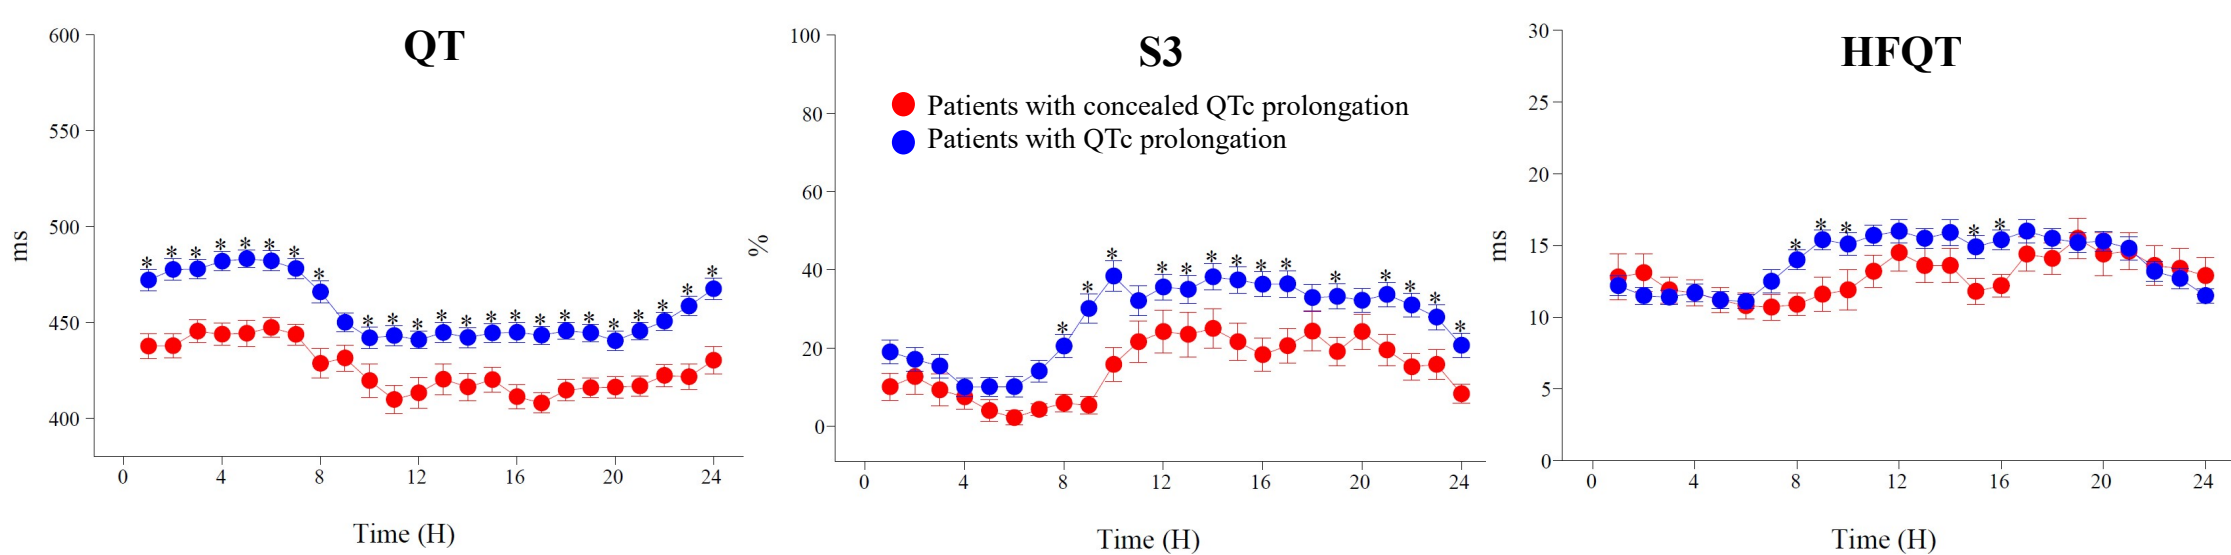 QT
600
550
500
450
400
ms
* * * * * * * * * * * * * * * * * * * * * * *
0 4 8 12 16 20 24
Time (H)
S3
Patients with concealed QTc prolongation
Patients with QTc prolongation
100
80
60
40
20
0
%
* * * * * * * * * * * * *
0 4 8 12 16 20 24
Time (H)
HFQT
30
25
20
15
10
5
0
ms
* * * * *
0 4 8 12 16 20 24
Time (H)